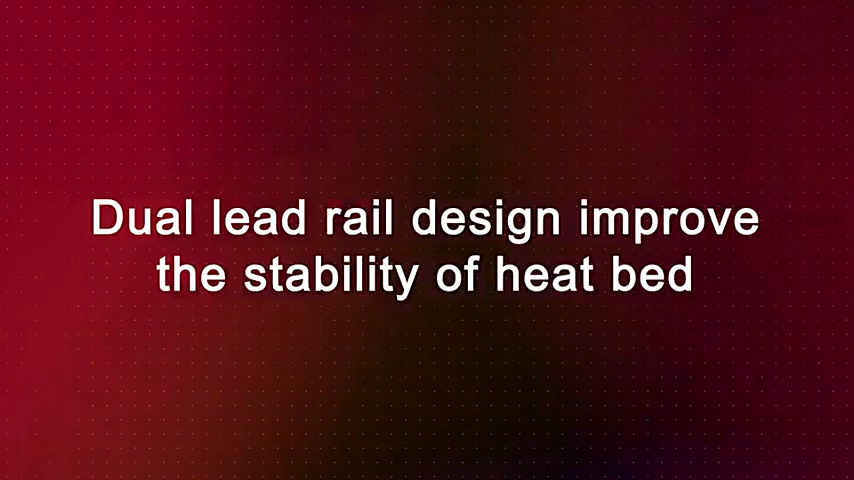 Dual lead rail design improve
the stability of heat bed